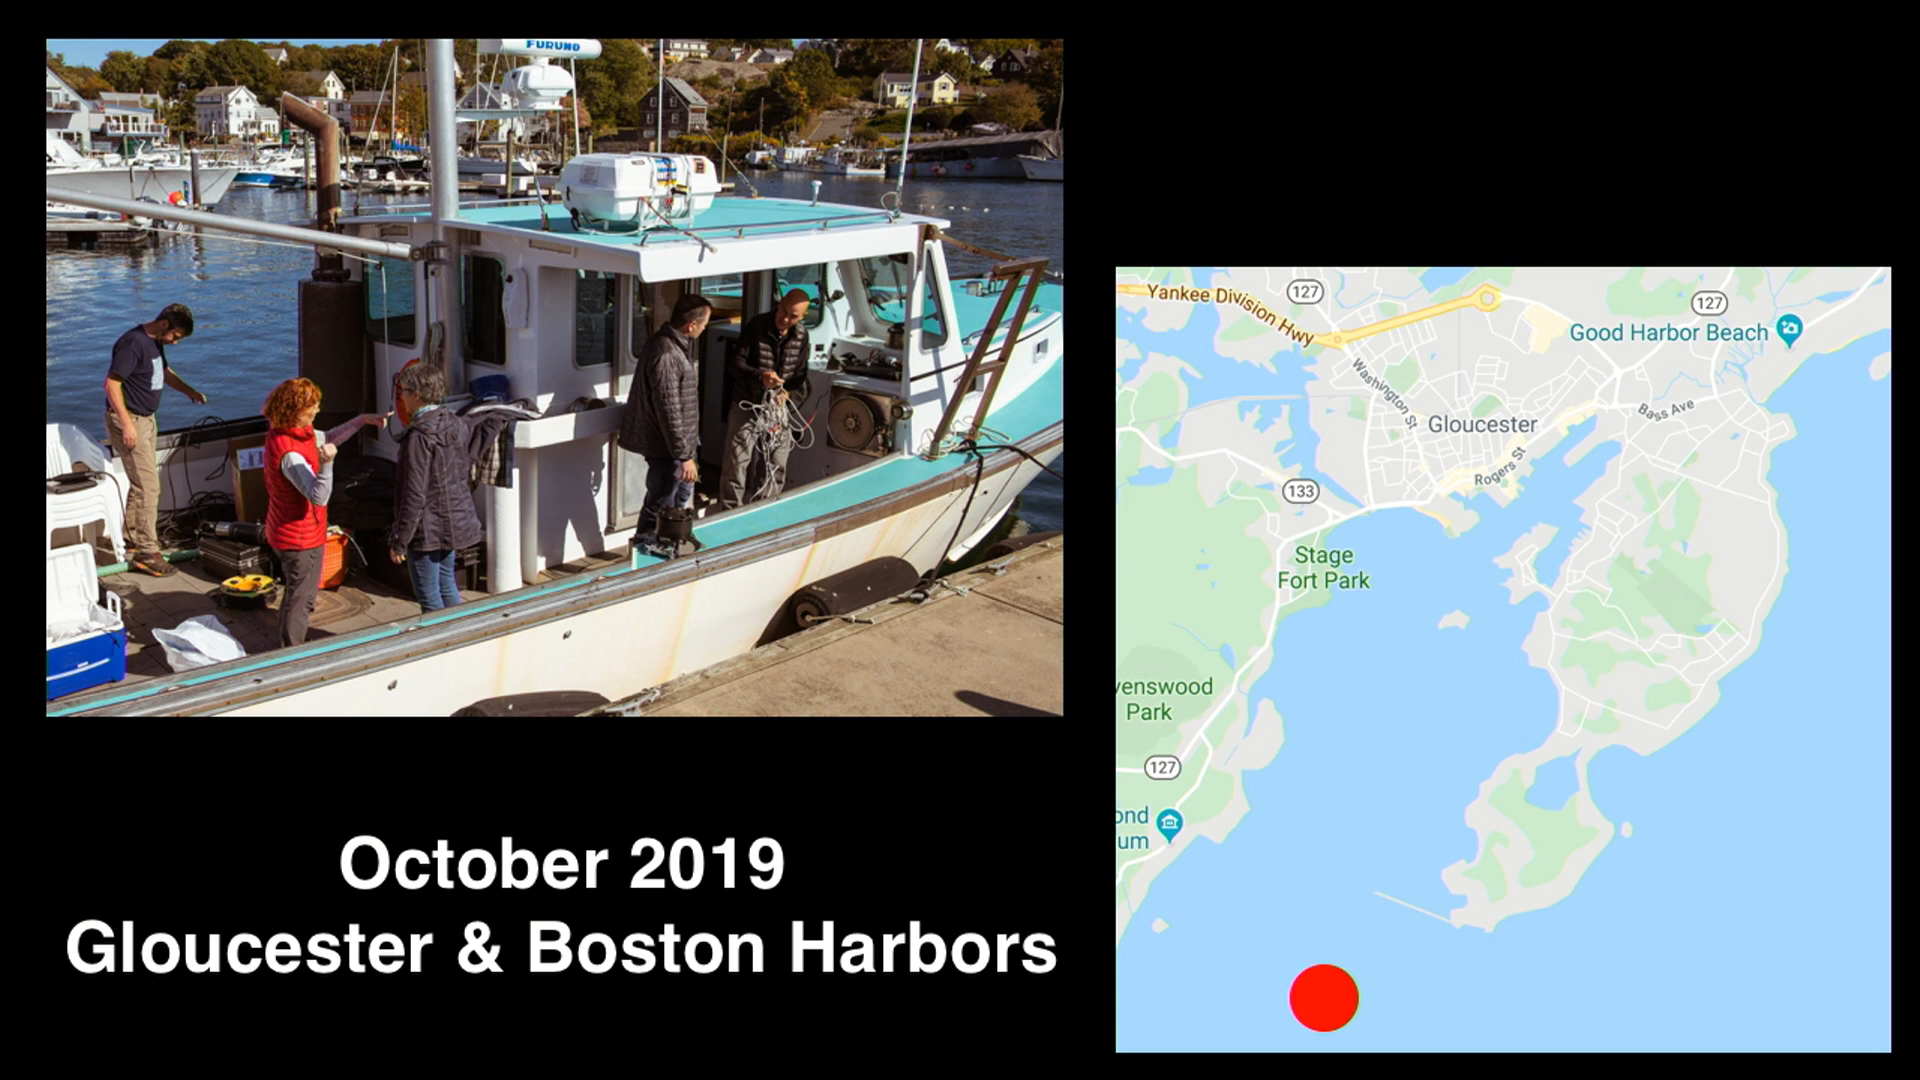 FURUNO
October 2019
Gloucester & Boston Harbors
127
Yankee Division Hwy
127
Good Harbor Beach
Washington St
Bass Ave
Gloucester
Rogers St
133
Stage
Fort Park
venswood
Park
127
ond
um